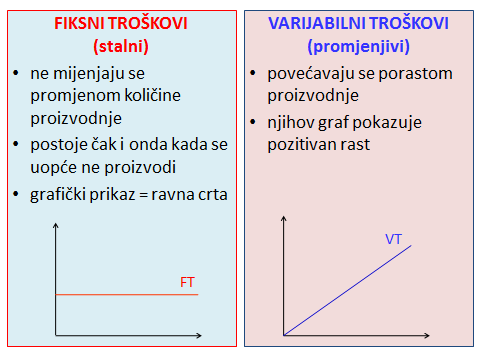 FIKSNI TROŠKOVI
(stalni)
• ne mijenjaju se
promjenom količine
proizvodnje
• postoje čak i onda kada se
uopće ne proizvodi
• grafički prikaz = ravna crta
FT
VARIJABILNI TROŠKOVI
(promjenjivi)
• povećavaju se porastom
proizvodnje
• njihov graf pokazuje
pozitivan rast
VT